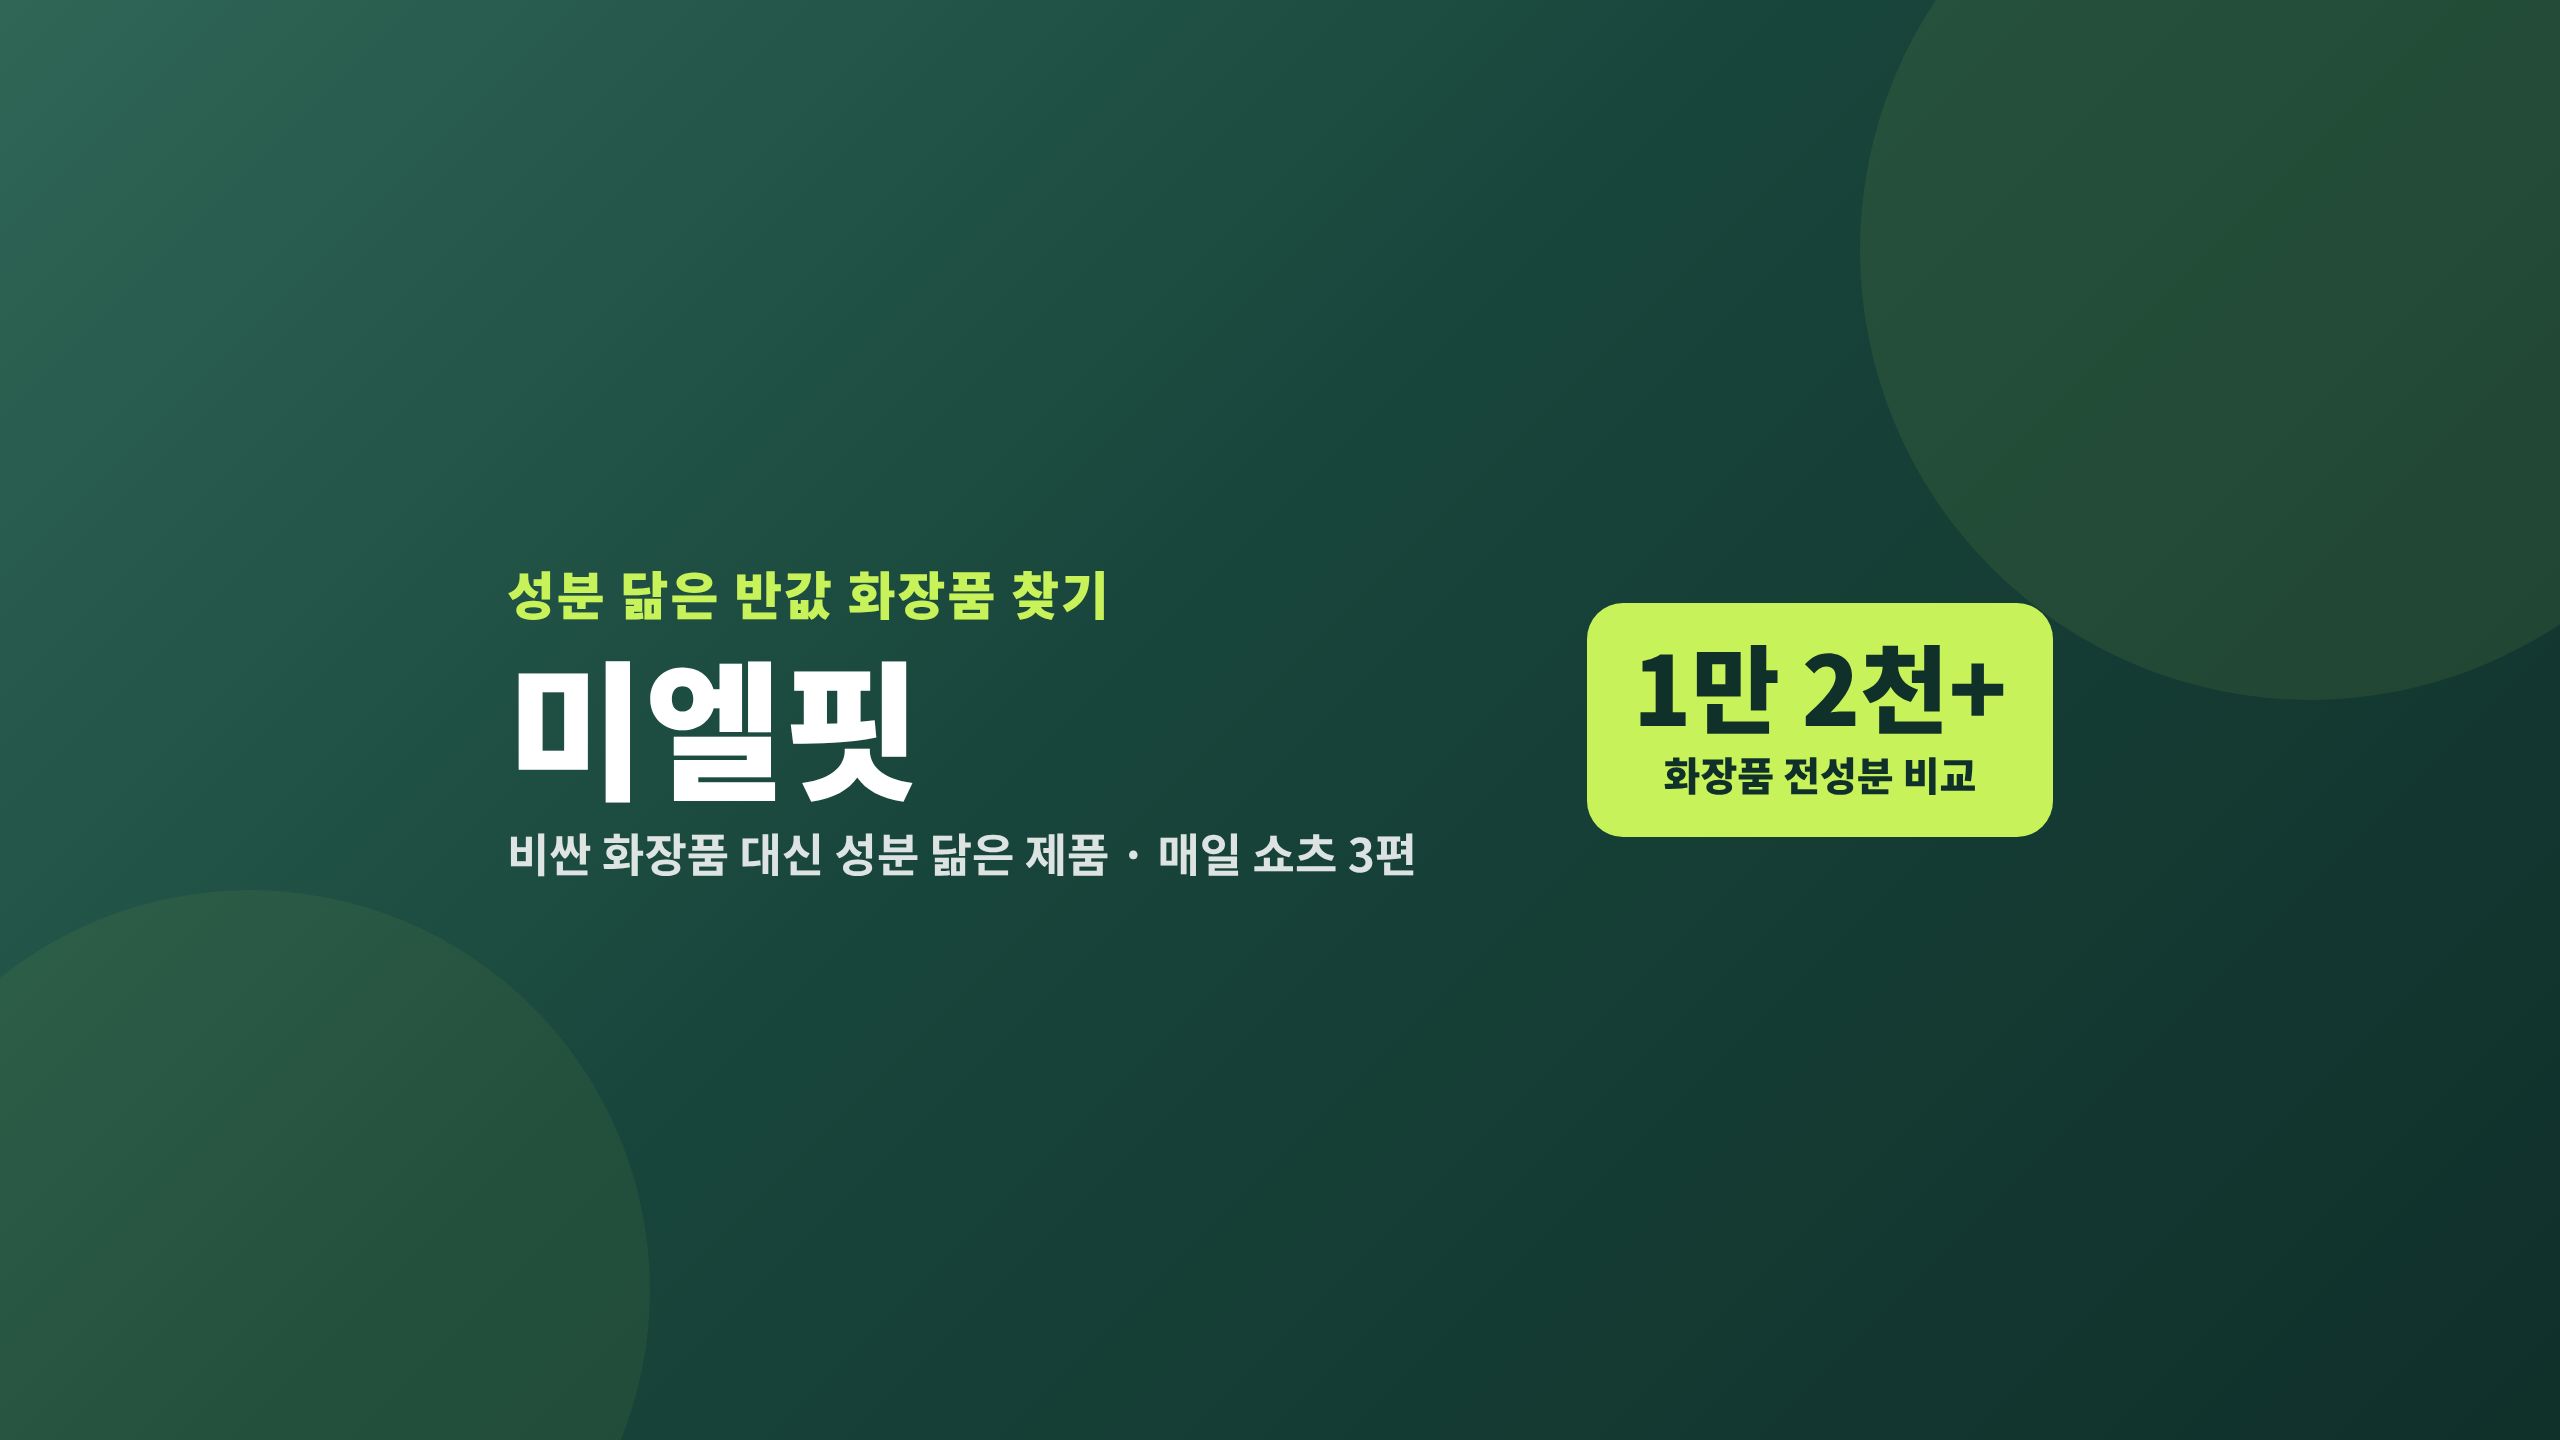 성분 닮은 반값 화장품 찾기
미엘핏
비싼 화장품 대신 성분 닮은 제품 · 매일 쇼츠 3편
1만 2천+
화장품 전성분 비교